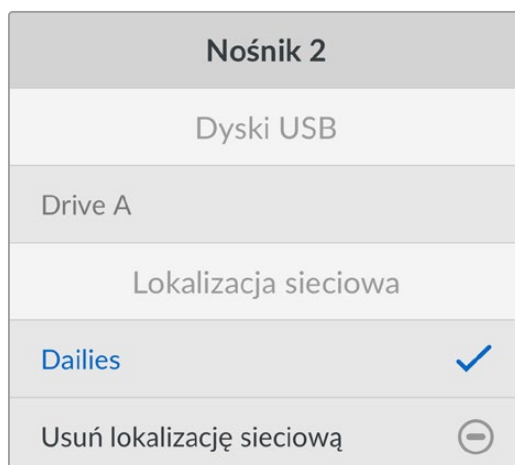 Nośnik 2
Dyski USB
Drive A
Lokalizacja sieciowa
Dailies
Usuń lokalizację sieciową